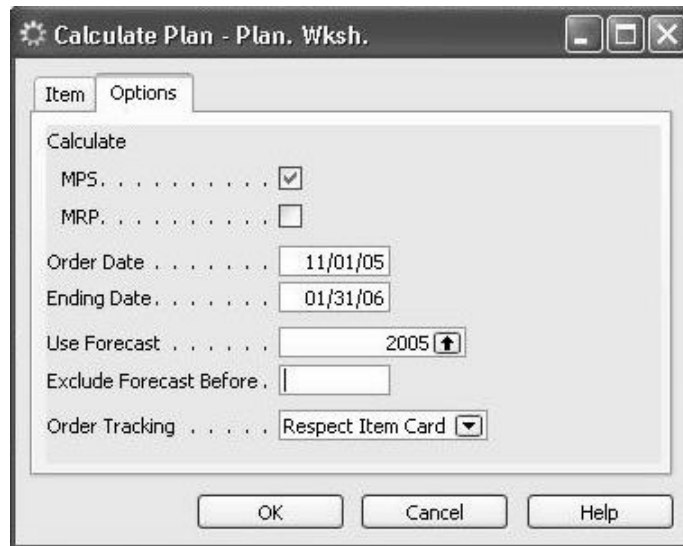 Calculate Plan - Plan. Wksh.
Item Options
Calculate
MPS. . . . . . . . . .
MRP. . . . . . . . . .
Order Date . . . . . . . 11/01/05
Ending Date. . . . . . . 01/31/06
Use Forecast . . . . . . 2005
Exclude Forecast Before .
Order Tracking . . . . . Respect Item Card
OK Cancel Help